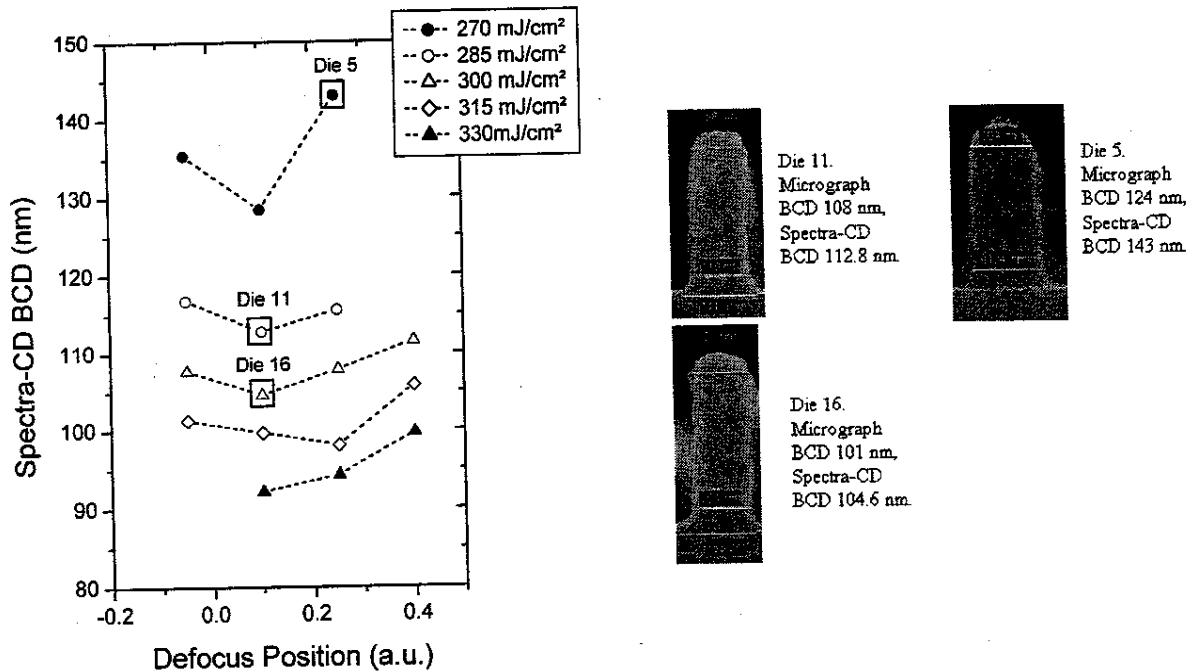 270 mJ/cm²
285 mJ/cm²
300 mJ/cm²
315 mJ/cm²
330mJ/cm²
150
140
130
120
110
100
90
80
Spectra-CD BCD (nm)
Die 5
Die 11
Die 16
-0.2
0.0
0.2
0.4
Defocus Position (a.u.)
Die 11.
Micrograph
BCD 108 nm,
Spectra-CD
BCD 112.8 nm.
Die 5.
Micrograph
BCD 124 nm,
Spectra-CD
BCD 143 nm.
Die 16.
Micrograph
BCD 101 nm,
Spectra-CD
BCD 104.6 nm.